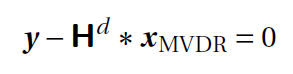 y − H^d ∗ x_MVDR = 0